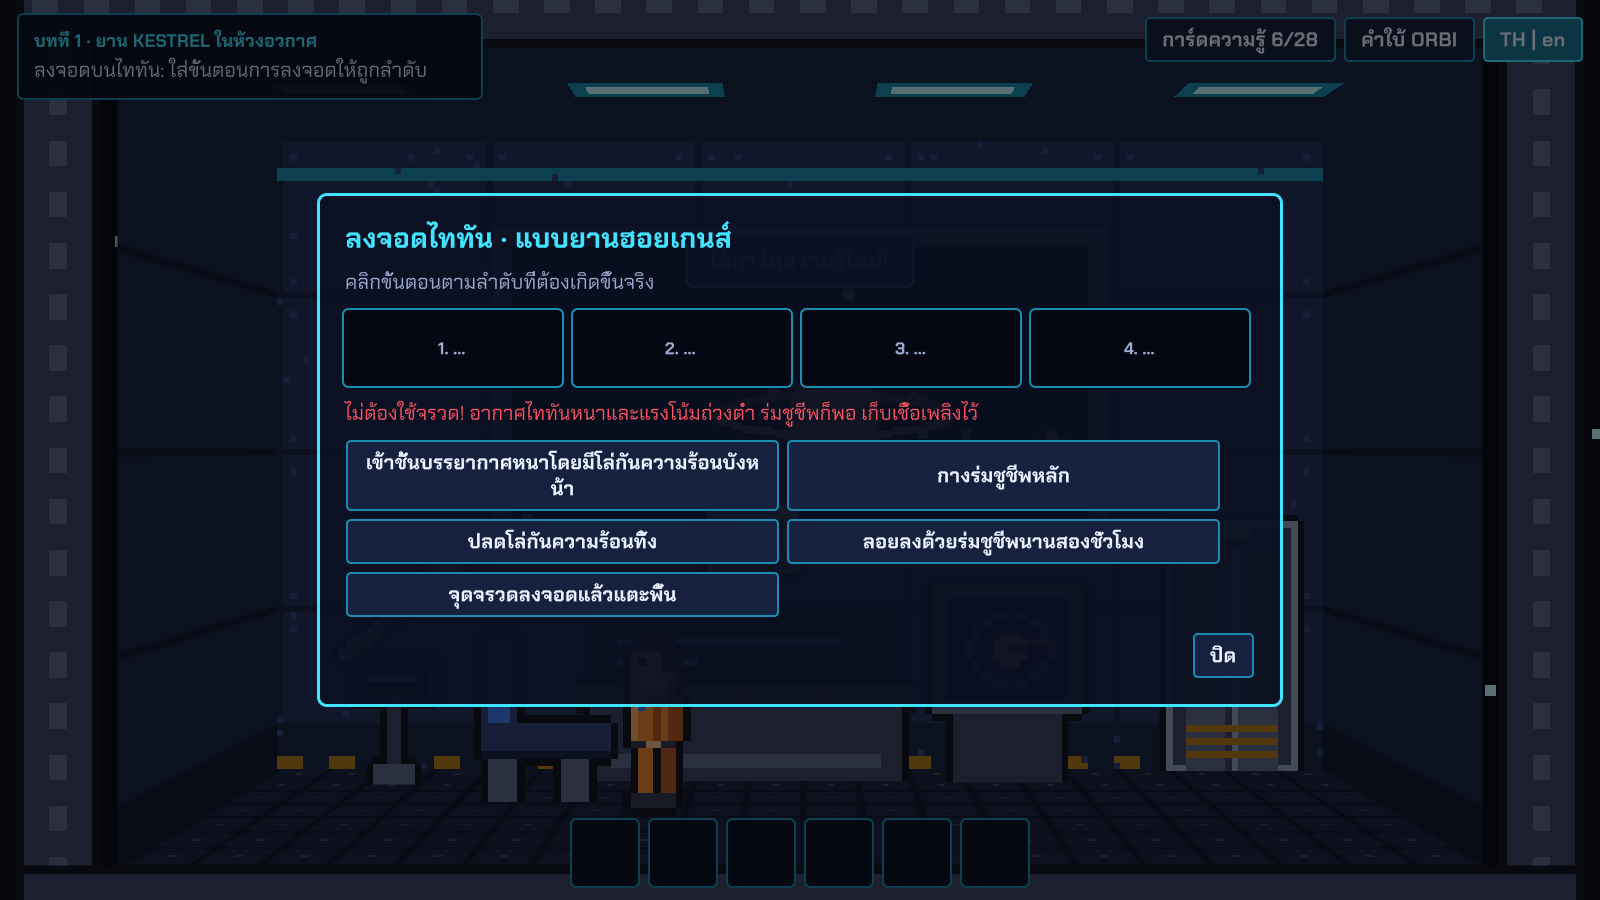 บทที่ 1 · ยาน KESTREL ในห้วงอวกาศ
ลงจอดบนไททัน: ใส่ขั้นตอนการลงจอดให้ถูกลำดับ
การ์ดความรู้ 6/28
คำใบ้ ORBI
TH | en
ลงจอดไททัน · แบบยานฮอยเกนส์
ได้การ์ดความรู้ใหม่!
คลิกขั้นตอนตามลำดับที่ต้องเกิดขึ้นจริง
1. ...
2. ...
3. ...
4. ...
ไม่ต้องใช้จรวด! อากาศไททันหนาและแรงโน้มถ่วงต่ำ ร่มชูชีพก็พอ เก็บเชื้อเพลิงไว้
เข้าชั้นบรรยากาศหนาโดยมีโล่กันความร้อนบังห
น้า
กางร่มชูชีพหลัก
ปลดโล่กันความร้อนทิ้ง
ลอยลงด้วยร่มชูชีพนานสองชั่วโมง
จุดจรวดลงจอดแล้วแตะพื้น
ปิด